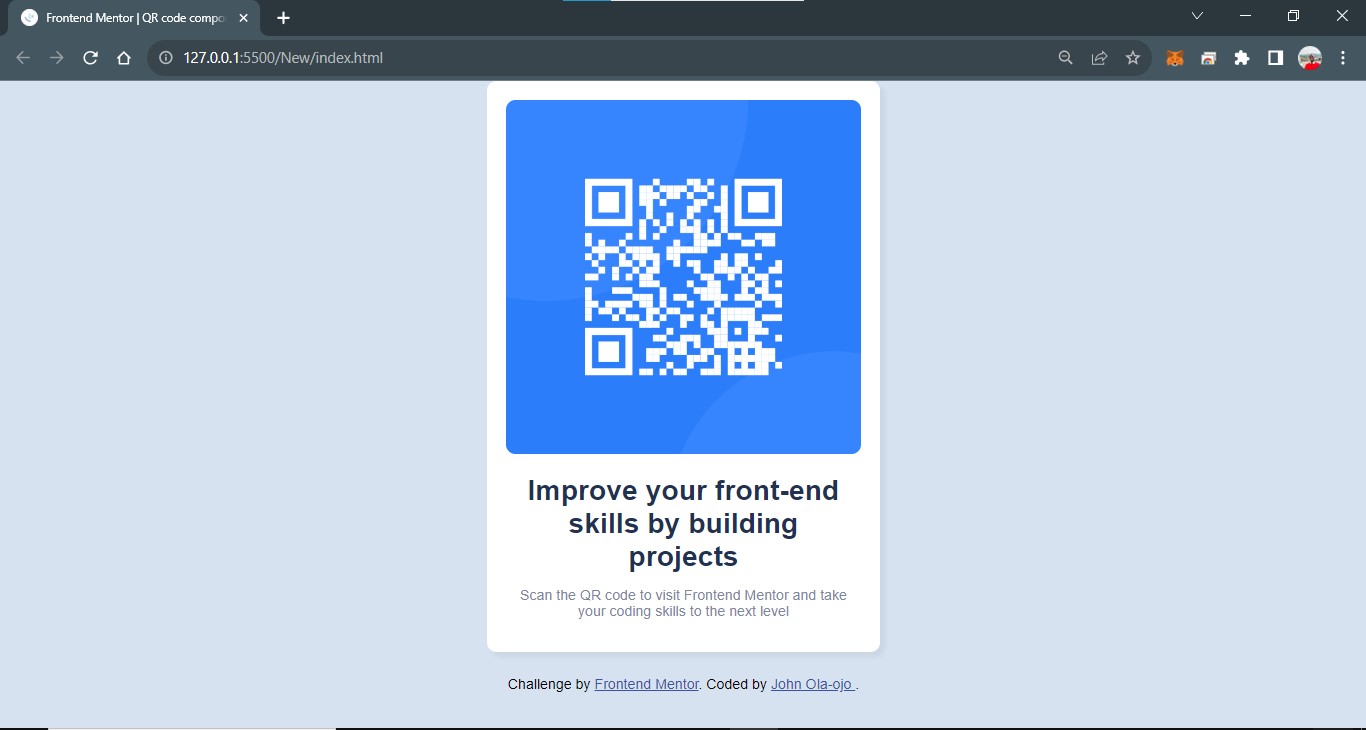 Frontend Mentor | QR code compo
127.0.0.1:5500/New/index.html
Improve your front-end
skills by building
projects
Scan the QR code to visit Frontend Mentor and take
your coding skills to the next level
Challenge by Frontend Mentor. Coded by John Ola-ojo .